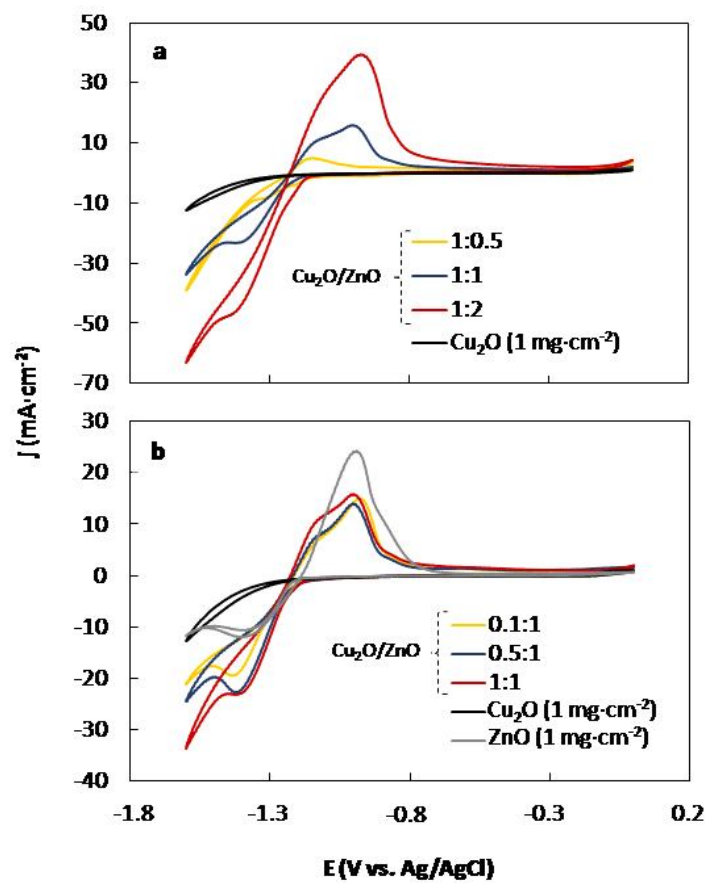 50
a
30
10
-10
-30
-50
-70
Cu₂O/ZnO
1:0.5
1:1
1:2
Cu₂O (1 mg·cm⁻²)
J (mA·cm⁻²)
30
b
20
10
0
-10
-20
-30
-40
Cu₂O/ZnO
0.1:1
0.5:1
1:1
Cu₂O (1 mg·cm⁻²)
ZnO (1 mg·cm⁻²)
-1.8 -1.3 -0.8 -0.3 0.2
E (V vs. Ag/AgCl)